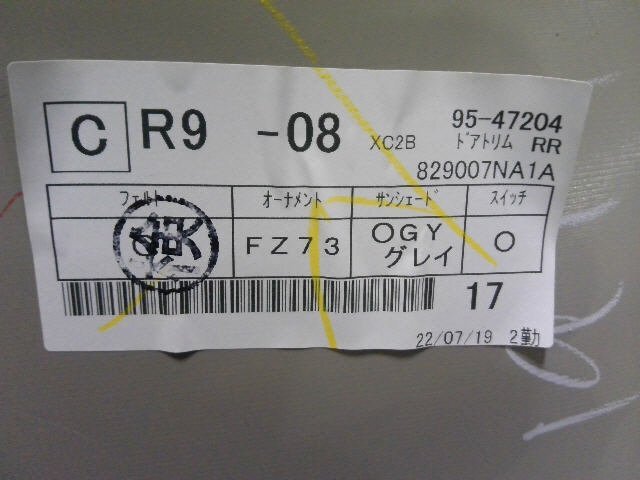 C R9 -08 XC2B 95-47204
ドアトリム RR
829007NA1A
フェルト オーナメント サンシェード スイッチ
FZ73 ○GY グレイ ○
17
22/07/19 2勤力